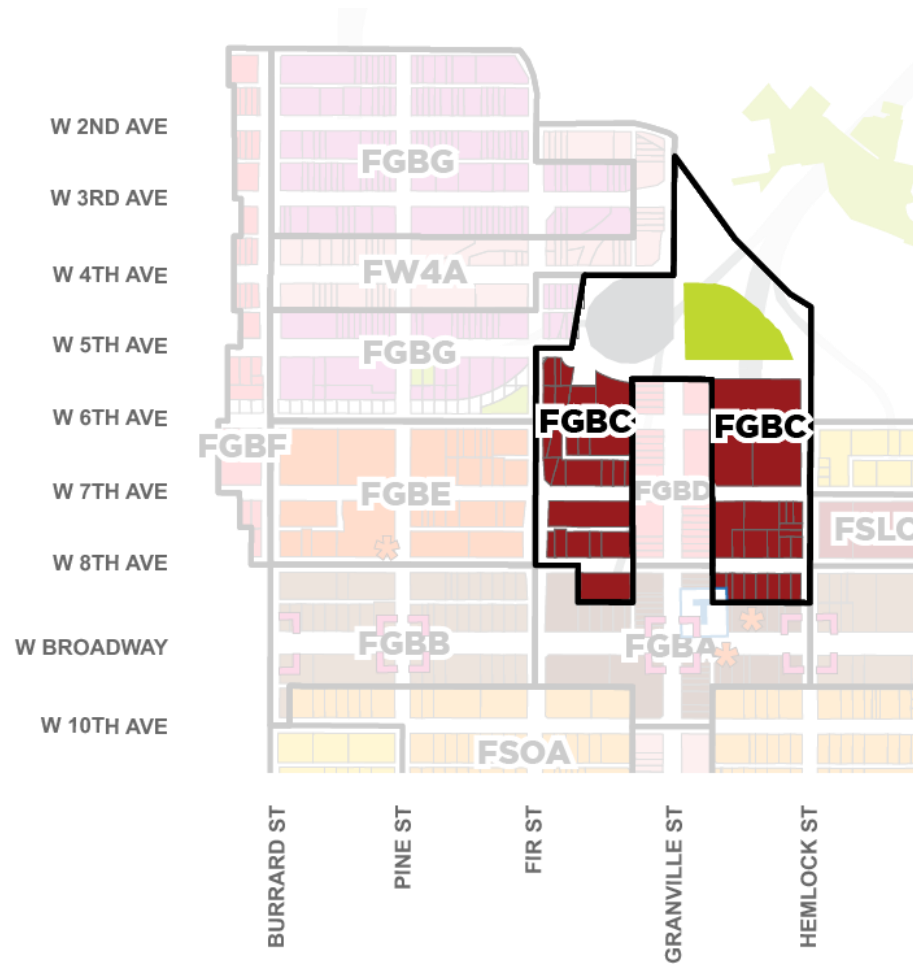 W 2ND AVE
FGBG
W 3RD AVE
W 4TH AVE
FW4A
W 5TH AVE
FGBG
W 6TH AVE
FGBC
FGBC
FGBF
W 7TH AVE
FGBE
FGBD
FSLC
W 8TH AVE
T
W BROADWAY
FGBB
FGBA
W 10TH AVE
FSOA
BURRARD ST
PINE ST
FIR ST
GRANVILLE ST
HEMLOCK ST